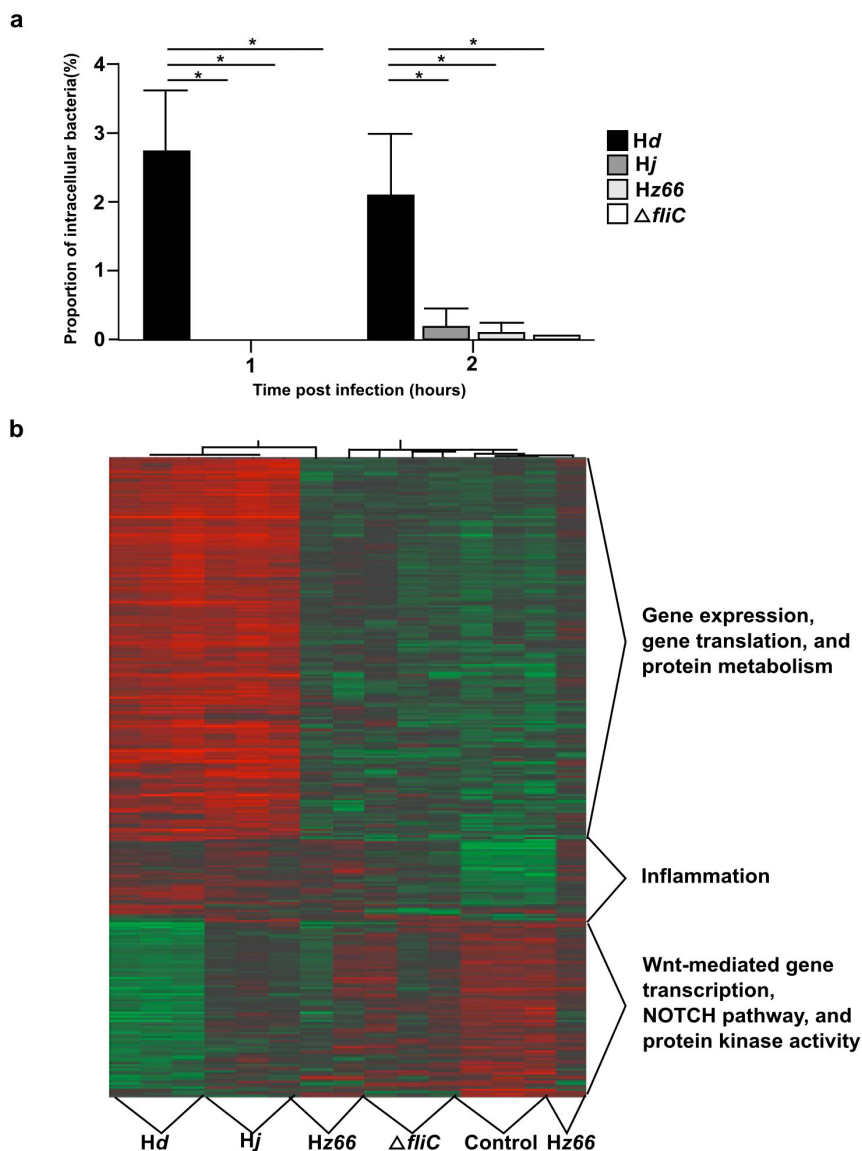 a
* * *
* * *
4
3
2
1
0
Proportion of intracellular bacteria(%)
1 2
Time post infection (hours)
Hd
Hj
Hz66
△fliC
b
Gene expression,
gene translation, and
protein metabolism
Inflammation
Wnt-mediated gene
transcription,
NOTCH pathway, and
protein kinase activity
Hd Hj Hz66 △fliC Control Hz66